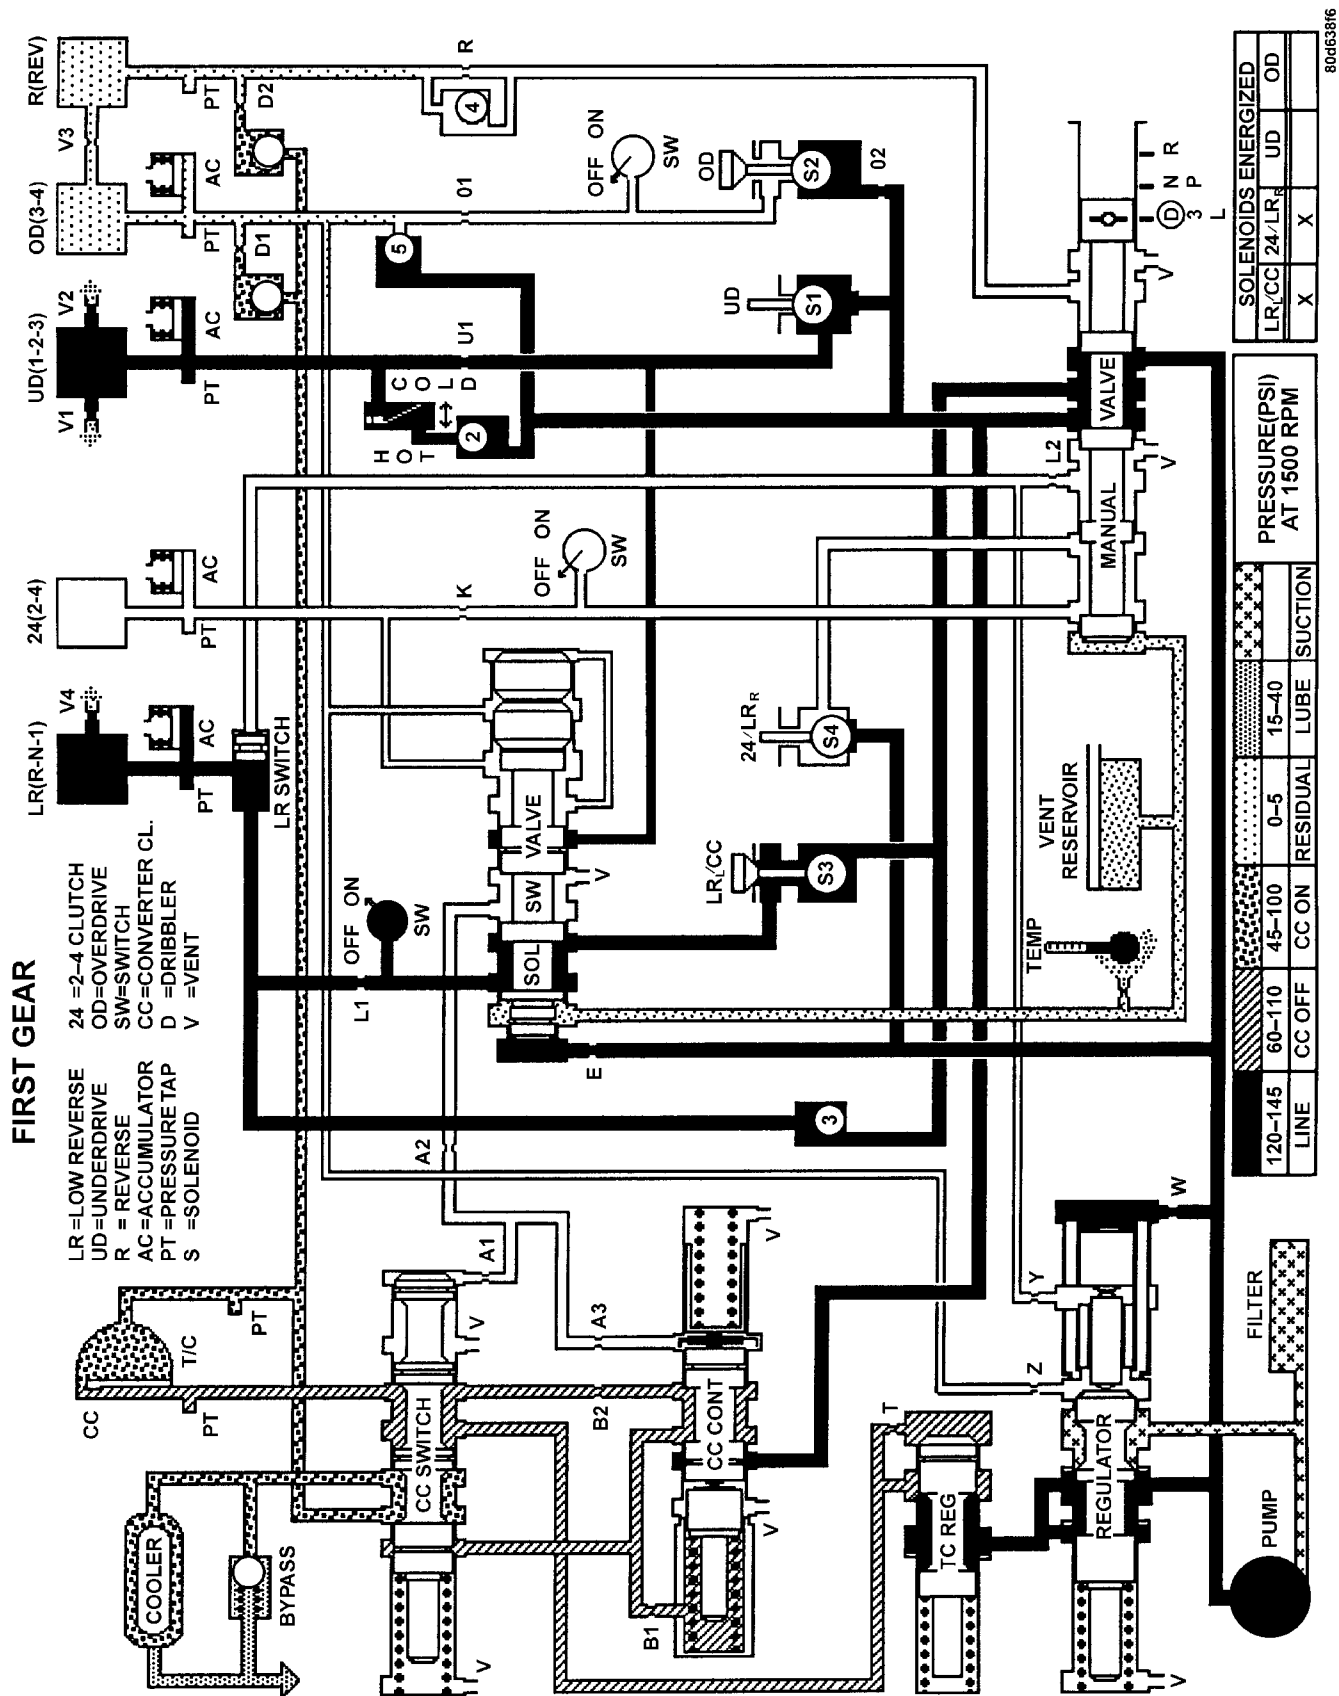 FIRST GEAR
LR =LOW REVERSE
UD =UNDERDRIVE
R = REVERSE
AC =ACCUMULATOR
PT =PRESSURE TAP
S =SOLENOID
24 =2–4 CLUTCH
OD=OVERDRIVE
SW=SWITCH
CC=CONVERTER CL.
D =DRIBBLER
V =VENT
LR(R-N-1)
24(2-4)
UD(1-2-3)
OD(3-4)
R(REV)
V4
V1
V2
V3
PT
AC
PT
AC
PT
AC
PT
AC
PT
D1
D2
LR SWITCH
CC
T/C
PT
PT
COOLER
BYPASS
CC SWITCH
V
V
A1
A2
A3
B1
B2
CC CONT
V
V
L1
OFF ON
SW
K
OFF ON
SW
HOT
COLD
2
U1
5
01
OFF ON
SW
R
4
SOL
SW
VALVE
V
E
3
LRL/CC
S3
24/LRR
S4
UD
S1
OD
S2
02
TEMP
VENT
RESERVOIR
L2
MANUAL
VALVE
V
V
D
3
L
N
P
R
T
TC REG
Z
Y
W
REGULATOR
V
PUMP
FILTER
120–145
60–110
45–100
0–5
15–40
PRESSURE(PSI)
AT 1500 RPM
LINE
CC OFF
CC ON
RESIDUAL
LUBE
SUCTION
SOLENOIDS ENERGIZED
LRL/CC
24/LRR
UD
OD
X
X
80d638f6